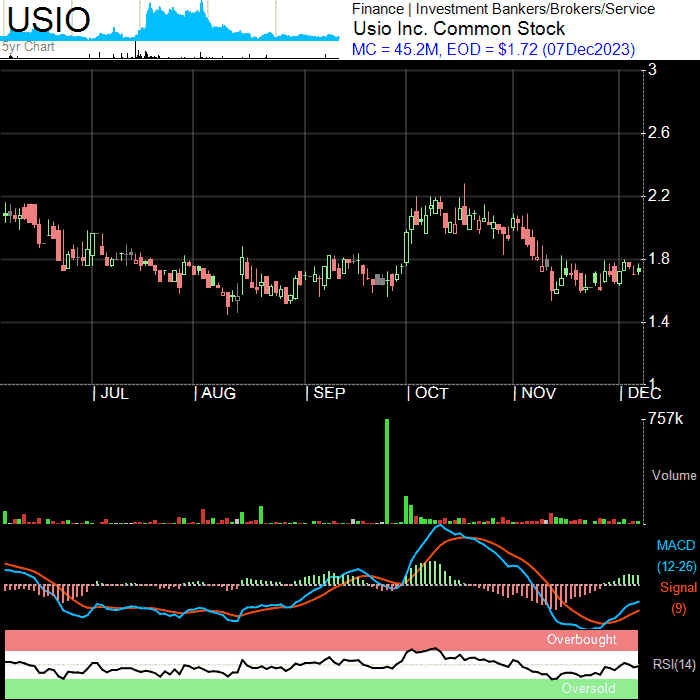 USIO
5yr Chart
Finance | Investment Bankers/Brokers/Service
Usio Inc. Common Stock
MC = 45.2M, EOD = $1.72 (07Dec2023)
3
2.6
2.2
1.8
1.4
1
| JUL | AUG | SEP | OCT | NOV | DEC
757k
Volume
MACD
(12-26)
Signal
(9)
Overbought
RSI(14)
Oversold